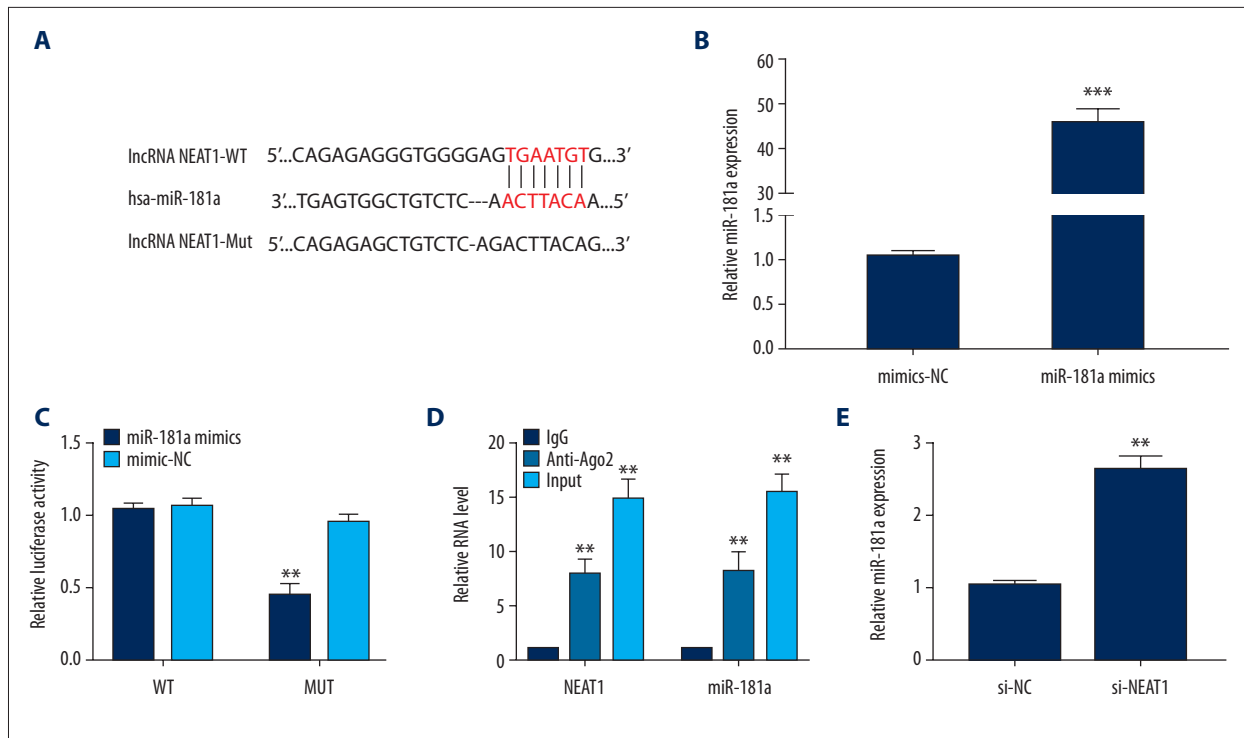 A
lncRNA NEAT1-WT 5'...CAGAGAGGGTGGGGAGTGAATGTG...3'
hsa-miR-181a 3'...TGAGTGGCTGTCTC---AACTTACAA...5'
lncRNA NEAT1-Mut 5'...CAGAGAGCTGTCTC-AGACTTACAG...3'
B
Relative miR-181a expression
60
50
40
30
1.5
1.0
0.5
0.0
***
mimics-NC miR-181a mimics
C
miR-181a mimics
mimic-NC
Relative luciferase activity
1.5
1.0
0.5
0.0
**
WT MUT
D
IgG
Anti-Ago2
Input
Relative RNA level
20
15
10
5
0
** ** ** **
NEAT1 miR-181a
E
Relative miR-181a expression
3
2
1
0
**
si-NC si-NEAT1